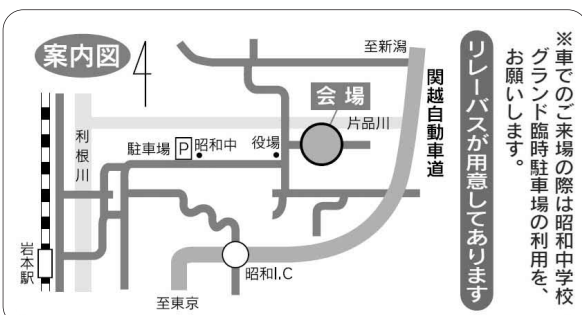 ※車でのご来場の際は昭和中学校
グランド臨時駐車場の利用を、
お願いします。
リレーバスが用意してあります
案内図
至新潟
関越自動車道
会場
片品川
利根川
駐車場
P
昭和中
役場
岩本駅
昭和I.C
至東京